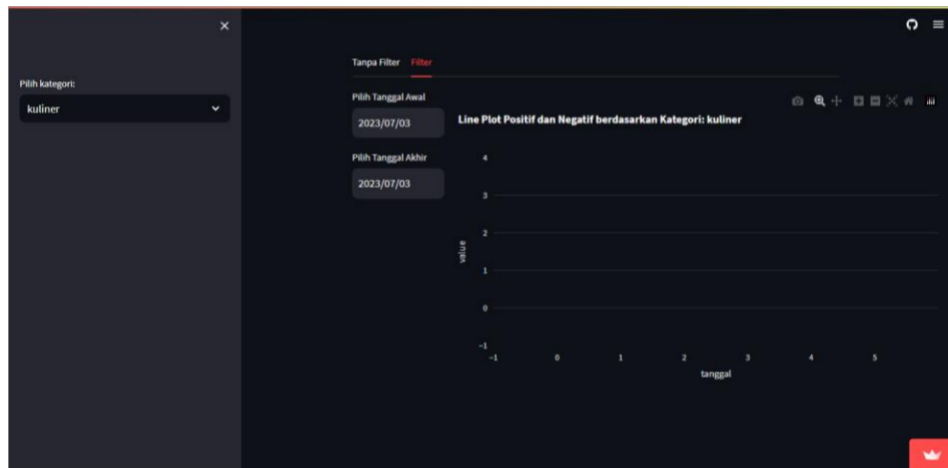 Pilih kategori:
kuliner
Tanpa Filter Filter
Pilih Tanggal Awal
2023/07/03
Pilih Tanggal Akhir
2023/07/03
Line Plot Positif dan Negatif berdasarkan Kategori: kuliner
4
3
2
1
0
-1
value
-1 0 1 2 3 4 5
tanggal